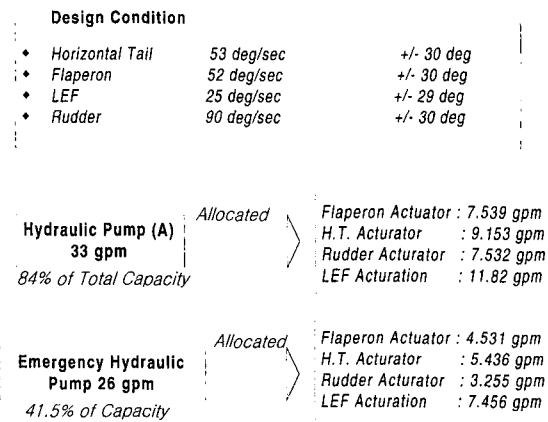 Design Condition
◆ Horizontal Tail 53 deg/sec +/- 30 deg
◆ Flaperon 52 deg/sec +/- 30 deg
◆ LEF 25 deg/sec +/- 29 deg
◆ Rudder 90 deg/sec +/- 30 deg
Hydraulic Pump (A)
33 gpm
84% of Total Capacity
Allocated
Flaperon Actuator : 7.539 gpm
H.T. Acturator : 9.153 gpm
Rudder Acturator : 7.532 gpm
LEF Acturation : 11.82 gpm
Emergency Hydraulic
Pump 26 gpm
41.5% of Capacity
Allocated
Flaperon Actuator : 4.531 gpm
H.T. Acturator : 5.436 gpm
Rudder Acturator : 3.255 gpm
LEF Acturation : 7.456 gpm